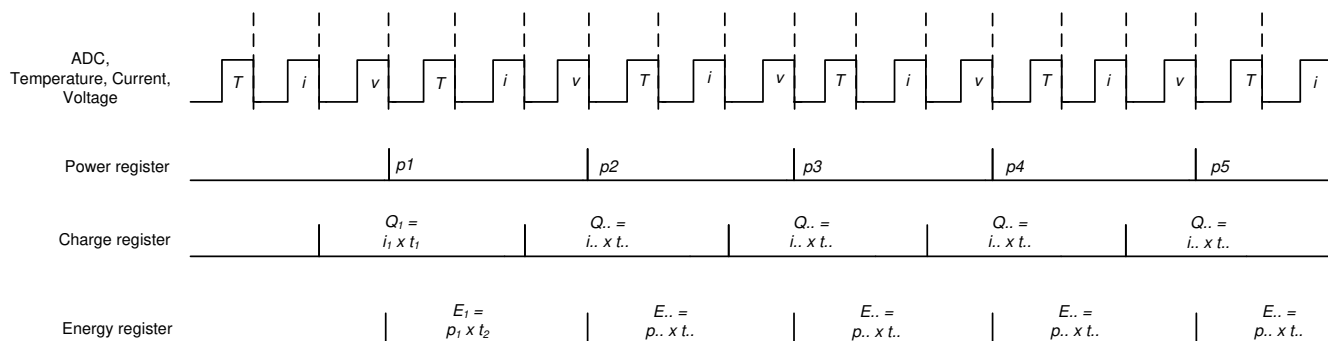 ADC,
Temperature, Current,
Voltage
T i v T i v T i v T i v T i v T i
Power register
p1 p2 p3 p4 p5
Charge register
Q₁ = Q.. = Q.. = Q.. = Q.. =
i₁ x t₁ i.. x t.. i.. x t.. i.. x t.. i.. x t..
Energy register
E₁ = E.. = E.. = E.. = E.. =
p₁ x t₂ p.. x t.. p.. x t.. p.. x t.. p.. x t..